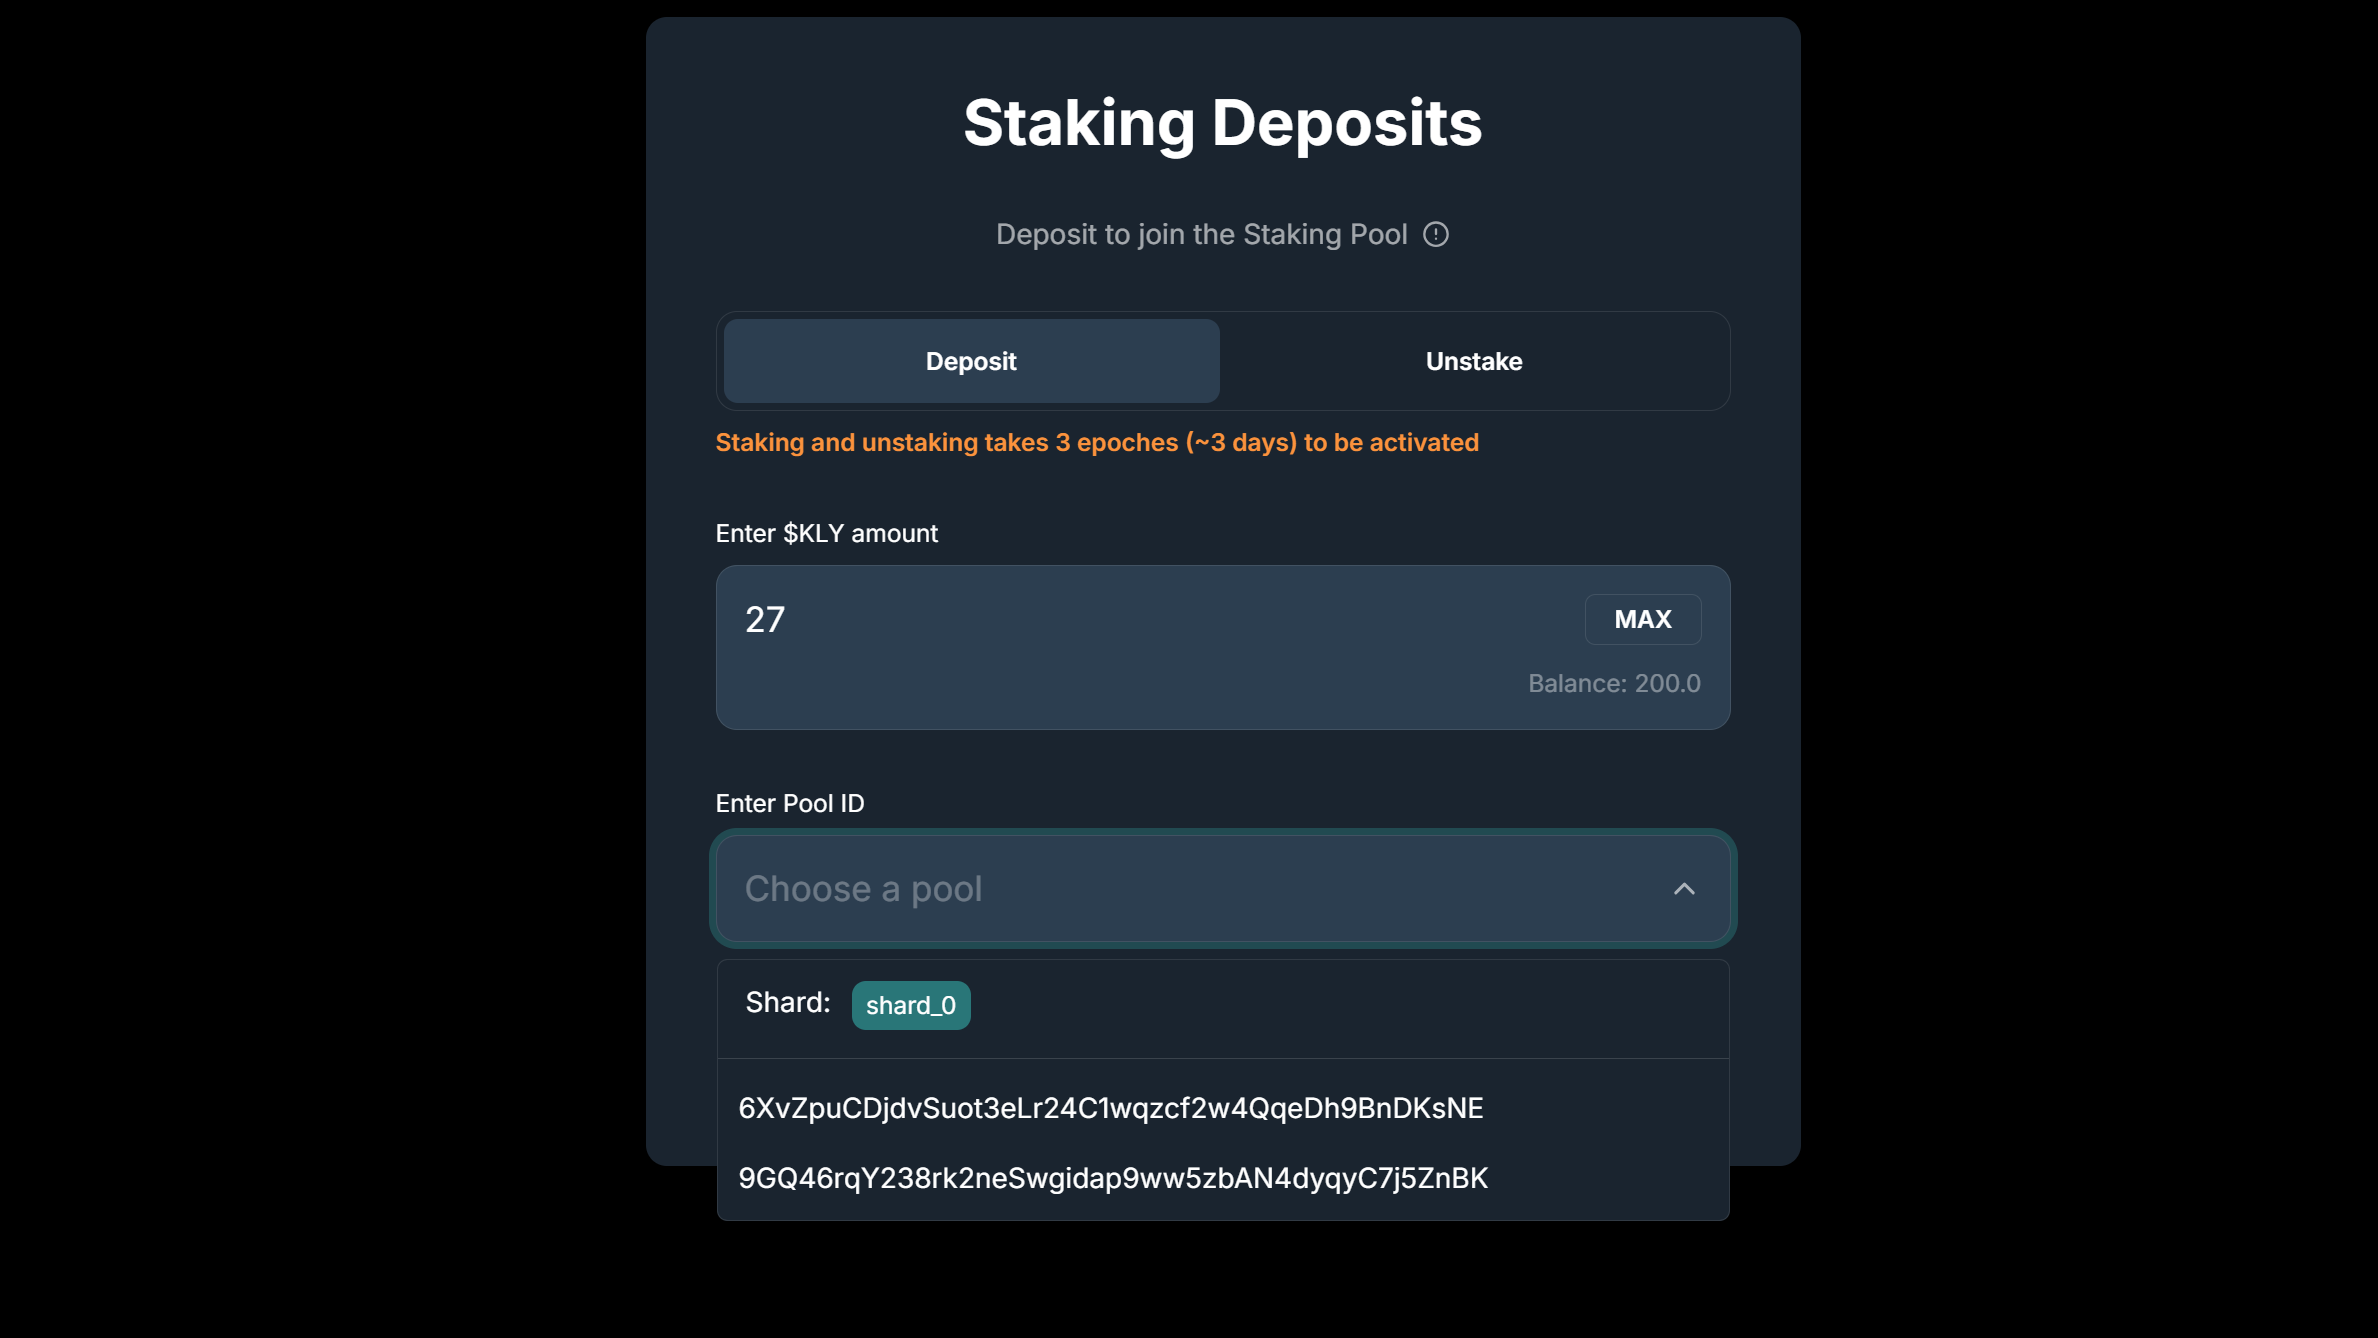 Staking Deposits
Deposit to join the Staking Pool
Deposit
Unstake
Staking and unstaking takes 3 epoches (~3 days) to be activated
Enter $KLY amount
27
MAX
Balance: 200.0
Enter Pool ID
Choose a pool
Shard: shard_0
6XvZpuCDjdvSuot3eLr24C1wqzcf2w4QqeDh9BnDKsNE
9GQ46rqY238rk2neSwgidap9ww5zbAN4dyqyC7j5ZnBK